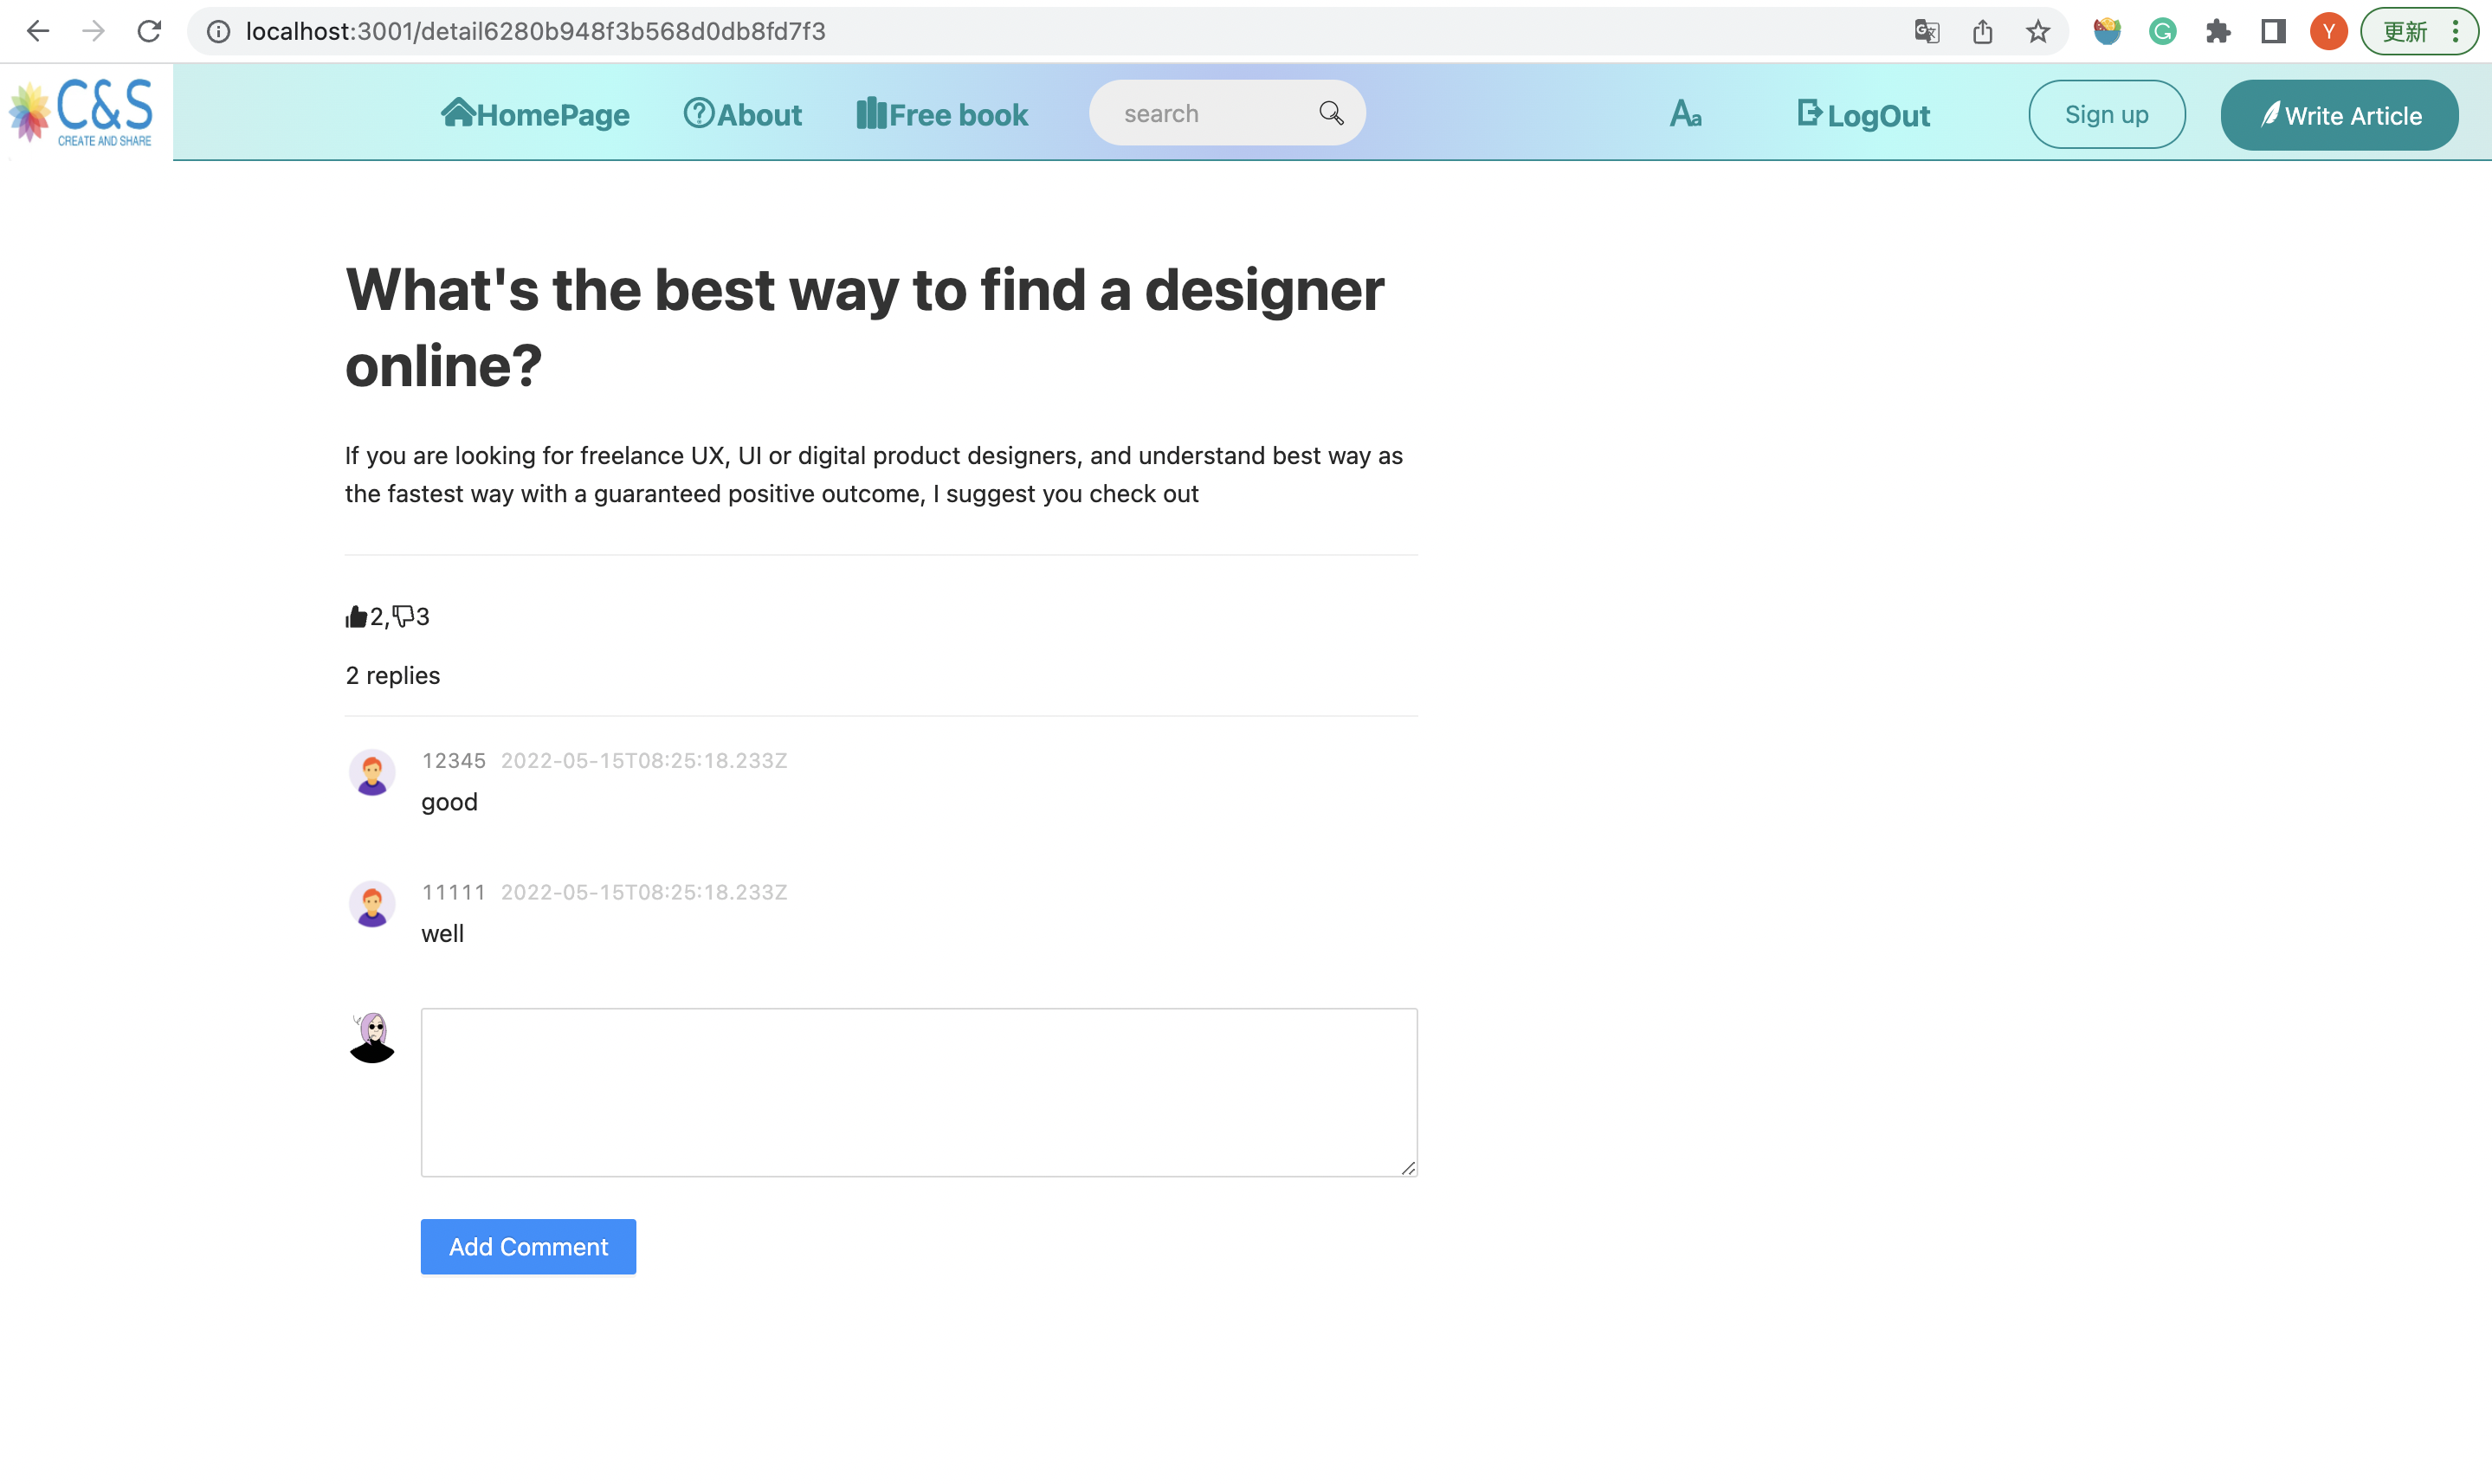 localhost:3001/detail6280b948f3b568d0db8fd7f3
Y
更新
C&S
CREATE AND SHARE
HomePage
About
Free book
search
Aa
LogOut
Sign up
Write Article
What's the best way to find a designer
online?
If you are looking for freelance UX, UI or digital product designers, and understand best way as
the fastest way with a guaranteed positive outcome, I suggest you check out
2,3
2 replies
12345 2022-05-15T08:25:18.233Z
good
11111 2022-05-15T08:25:18.233Z
well
Add Comment